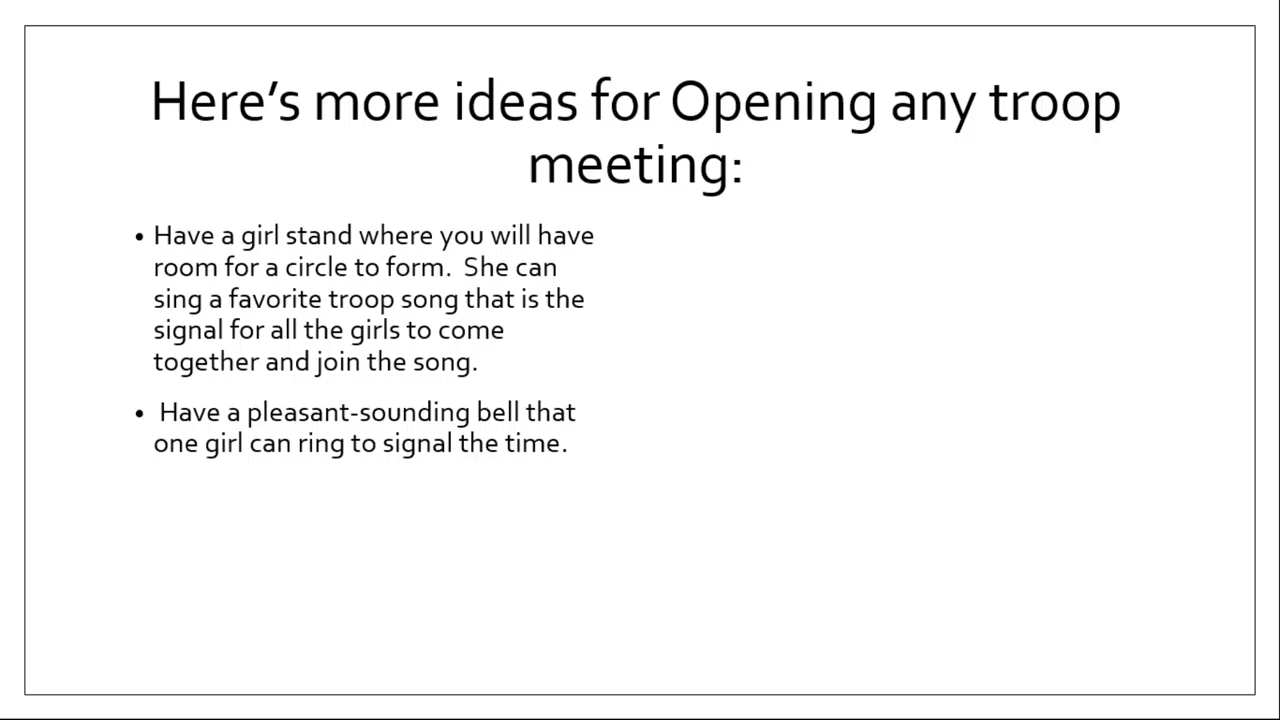 Here’s more ideas for Opening any troop
meeting:
• Have a girl stand where you will have
room for a circle to form.  She can
sing a favorite troop song that is the
signal for all the girls to come
together and join the song.
•  Have a pleasant-sounding bell that
one girl can ring to signal the time.